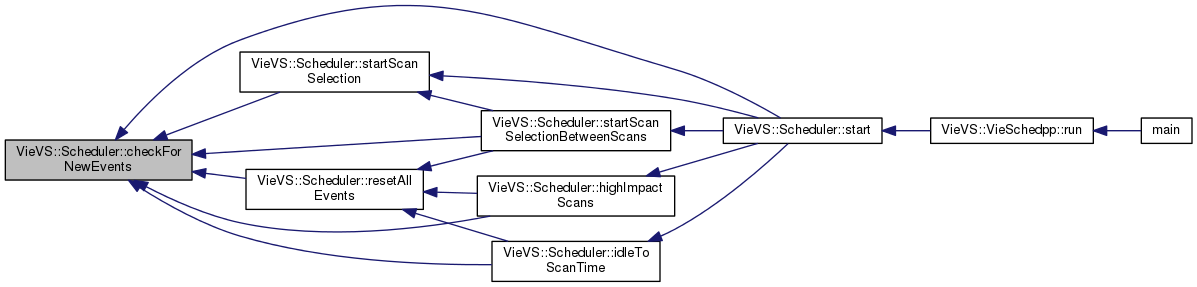 VieVS::Scheduler::checkFor
NewEvents
VieVS::Scheduler::startScan
Selection
VieVS::Scheduler::resetAll
Events
VieVS::Scheduler::startScan
SelectionBetweenScans
VieVS::Scheduler::highImpact
Scans
VieVS::Scheduler::idleTo
ScanTime
VieVS::Scheduler::start
VieVS::VieSchedpp::run
main